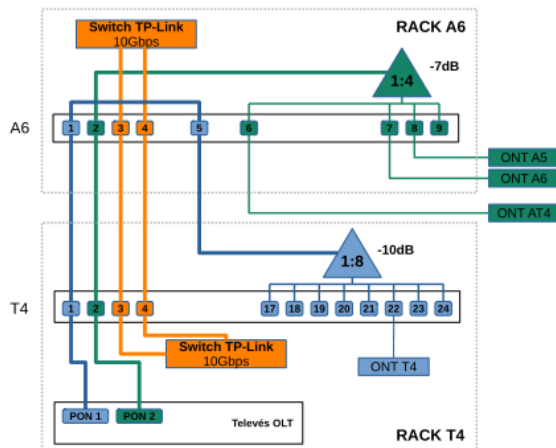 Switch TP-Link
10Gbps
RACK A6
-7dB
1:4
A6
1 2 3 4 5 6 7 8 9
ONT A5
ONT A6
ONT AT4
-10dB
1:8
T4
1 2 3 4 17 18 19 20 21 22 23 24
Switch TP-Link
10Gbps
ONT T4
PON 1 PON 2
Televés OLT
RACK T4